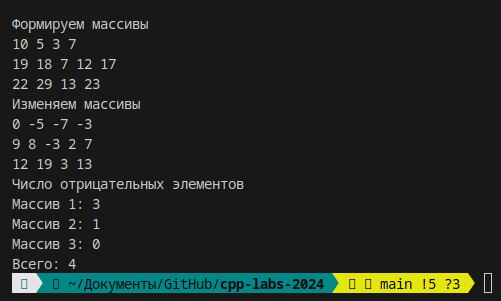 Формируем массивы
10 5 3 7
19 18 7 12 17
22 29 13 23
Изменяем массивы
0 -5 -7 -3
9 8 -3 2 7
12 19 3 13
Число отрицательных элементов
Массив 1: 3
Массив 2: 1
Массив 3: 0
Всего: 4
~/Документы/GitHub/cpp-labs-2024 main !5 ?3